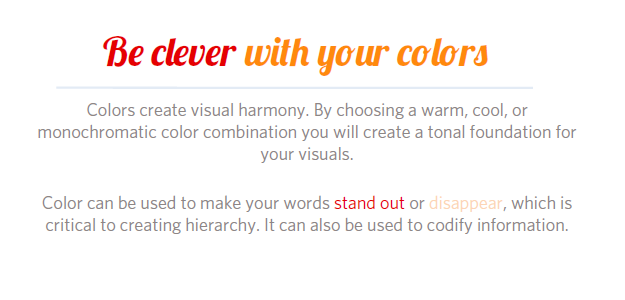 Be clever with your colors
Colors create visual harmony. By choosing a warm, cool, or
monochromatic color combination you will create a tonal foundation for
your visuals.
Color can be used to make your words stand out or disappear, which is
critical to creating hierarchy. It can also be used to codify information.